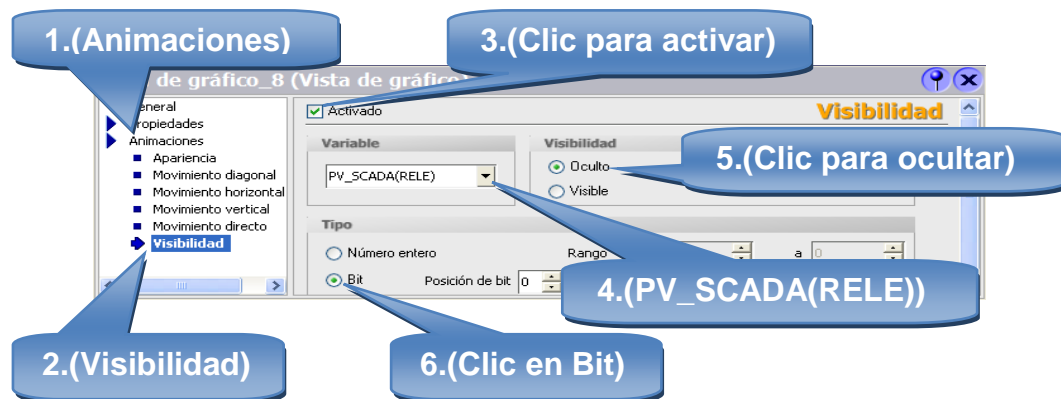 1.(Animaciones)
3.(Clic para activar)
de gráfico_8 (Vista de gráfico)
eneral
ropiedades
Animaciones
Apariencia
Movimiento diagonal
Movimiento horizontal
Movimiento vertical
Movimiento directo
Visibilidad
Activado
Visibilidad
Variable
PV_SCADA(RELE)
Visibilidad
Oculto
Visible
5.(Clic para ocultar)
Tipo
Número entero
Rango
a 0
Bit
Posición de bit 0
4.(PV_SCADA(RELE))
2.(Visibilidad)
6.(Clic en Bit)